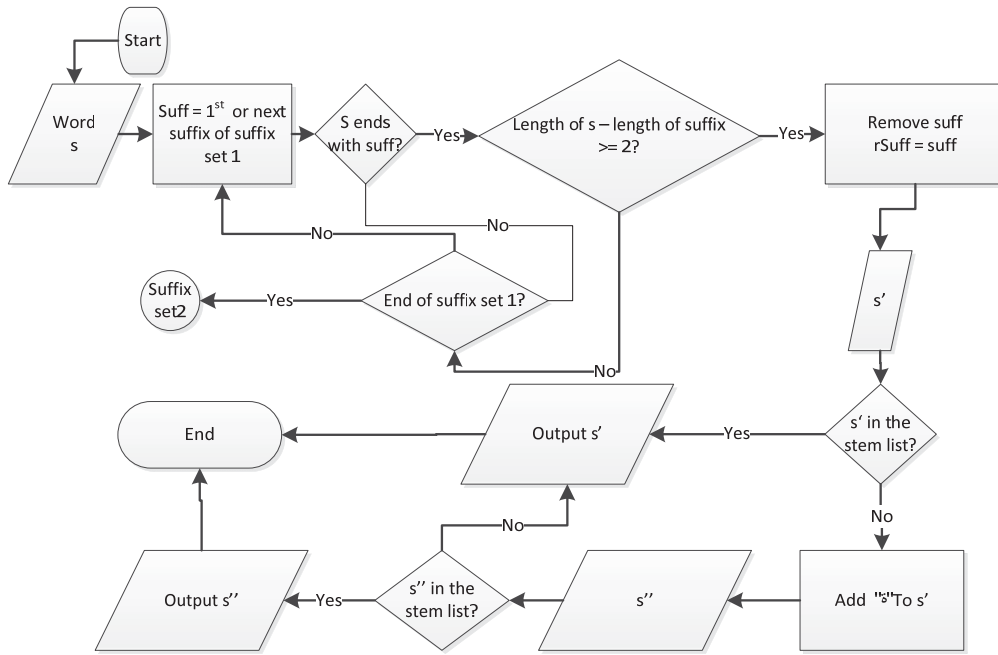 Start
Word
s
Suff = 1st or next
suffix of suffix
set 1
S ends
with suff?
Yes
Length of s – length of suffix
>= 2?
Yes
Remove suff
rSuff = suff
No
No
Suffix
set2
Yes
End of suffix set 1?
s’
No
End
Output s’
Yes
s‘ in the
stem list?
No
No
Output s’’
Yes
s’’ in the
stem list?
s’’
Add To s’